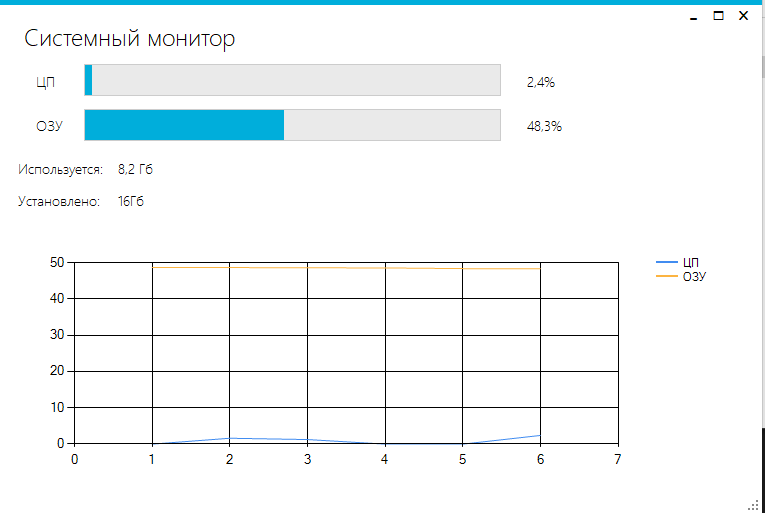 Системный монитор
ЦП 2,4%
ОЗУ 48,3%
Используется: 8,2 Гб
Установлено: 16Гб
50 ЦП
ОЗУ
40
30
20
10
0
0 1 2 3 4 5 6 7